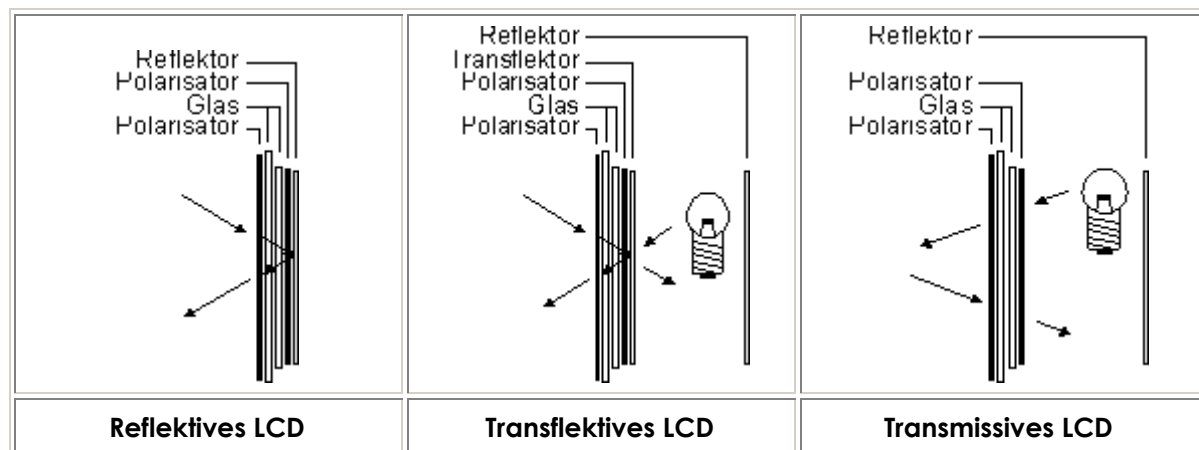 Reflektor
Polarisator
Glas
Polarisator
Reflektives LCD
Reflektor
Transflektor
Polarisator
Glas
Polarisator
Transflektives LCD
Reflektor
Polarisator
Glas
Polarisator
Transmissives LCD